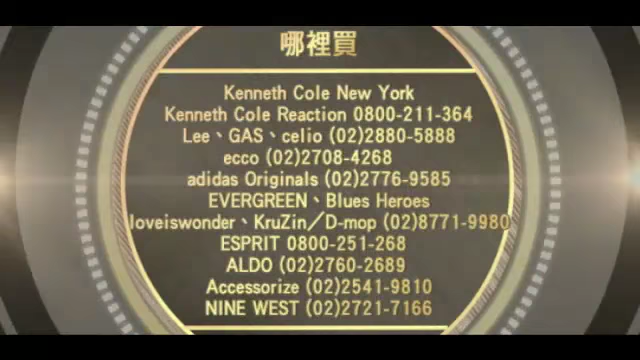 哪裡買
Kenneth Cole New York
Kenneth Cole Reaction 0800-211-364
Lee、GAS、celio (02)2880-5888
ecco (02)2708-4268
adidas Originals (02)2776-9585
EVERGREEN、Blues Heroes
loveiswonder、KruZin／D-mop (02)8771-9980
ESPRIT 0800-251-268
ALDO (02)2760-2689
Accessorize (02)2541-9810
NINE WEST (02)2721-7166